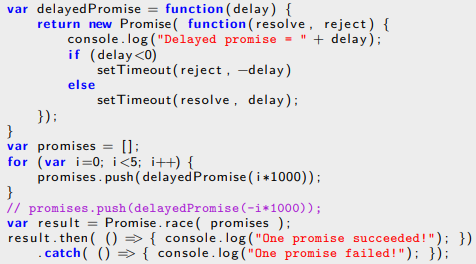 var delayedPromise = function(delay) {
    return new Promise( function(resolve, reject) {
        console.log("Delayed promise = " + delay);
        if (delay<0)
            setTimeout(reject, -delay)
        else
            setTimeout(resolve, delay);
    });
}
var promises = [];
for (var i=0; i<5; i++) {
    promises.push(delayedPromise(i*1000));
}
// promises.push(delayedPromise(-i*1000));
var result = Promise.race( promises );
result.then( () => { console.log("One promise succeeded!"); })
    .catch( () => { console.log("One promise failed!"); });